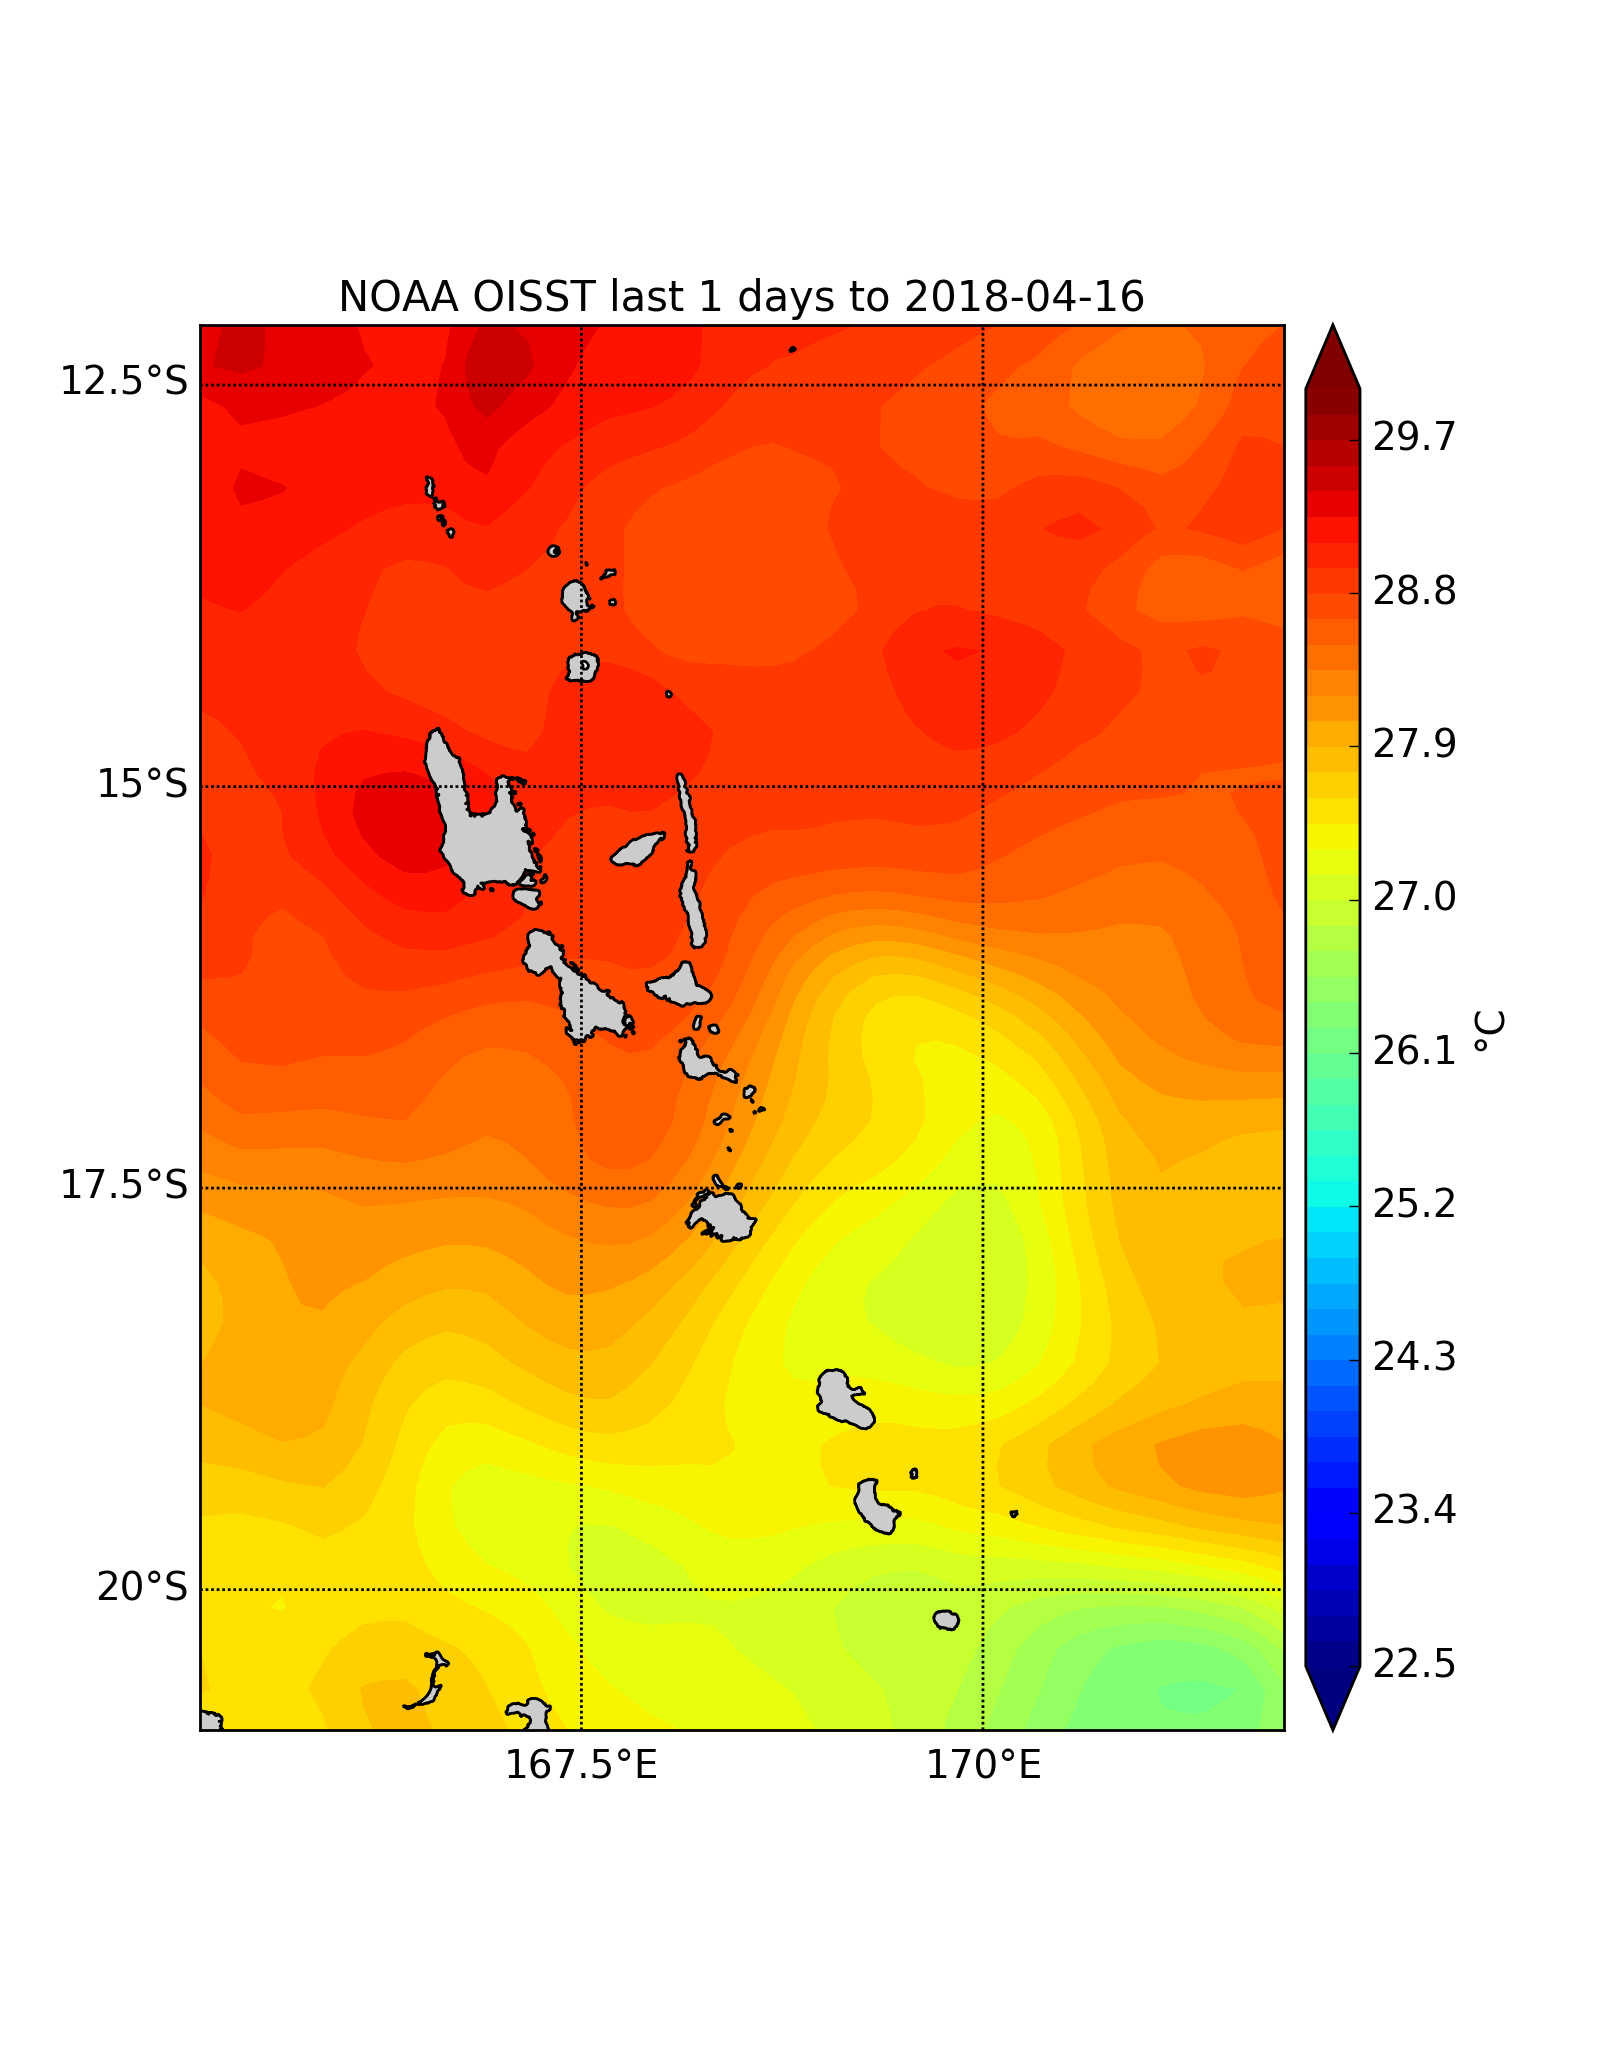 NOAA OISST last 1 days to 2018-04-16
12.5°S
15°S
17.5°S
20°S
167.5°E
170°E
29.7
28.8
27.9
27.0
26.1
25.2
24.3
23.4
22.5
°C